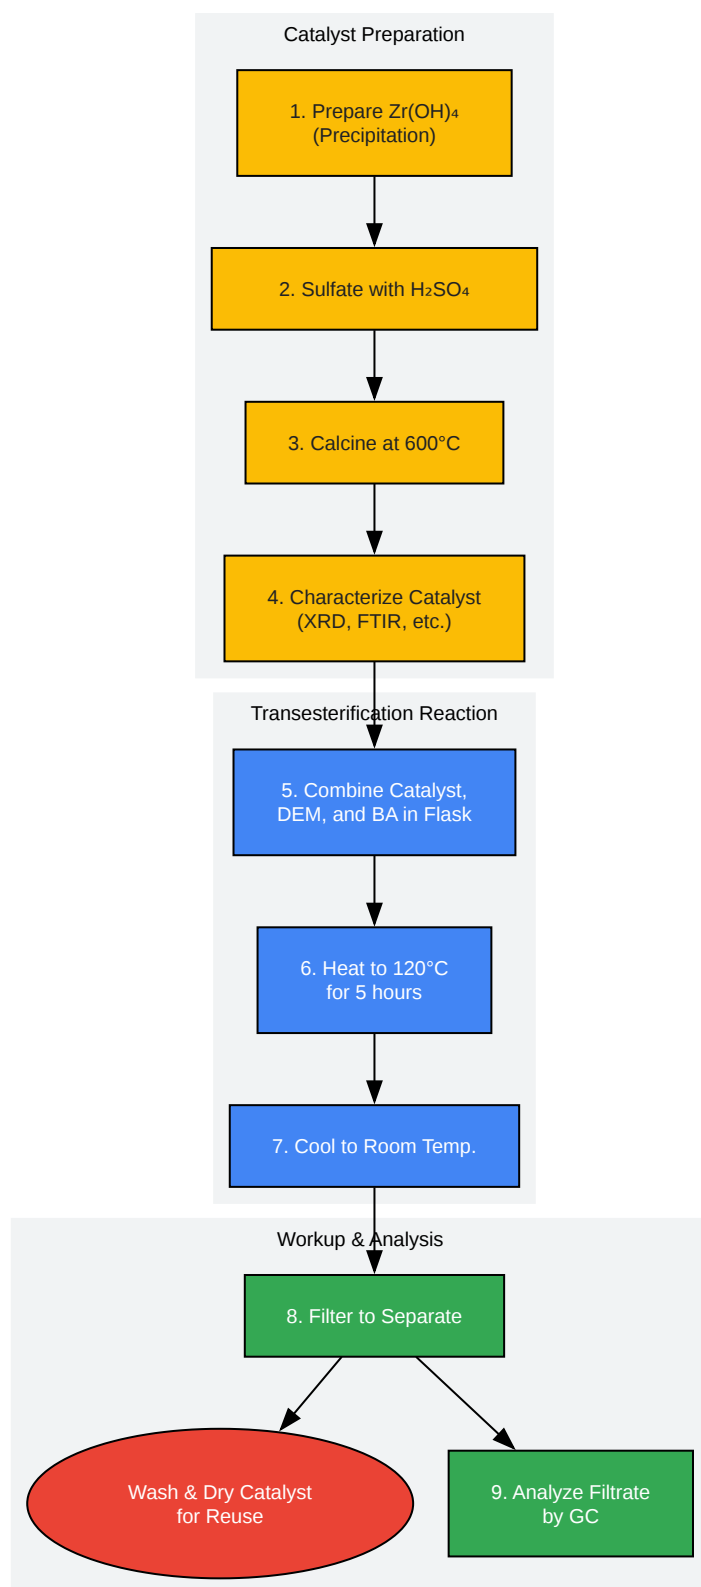 Catalyst Preparation
1. Prepare Zr(OH)₄
(Precipitation)
2. Sulfate with H₂SO₄
3. Calcine at 600°C
4. Characterize Catalyst
(XRD, FTIR, etc.)
Transesterification Reaction
5. Combine Catalyst,
DEM, and BA in Flask
6. Heat to 120°C
for 5 hours
7. Cool to Room Temp.
Workup & Analysis
8. Filter to Separate
Wash & Dry Catalyst
for Reuse
9. Analyze Filtrate
by GC